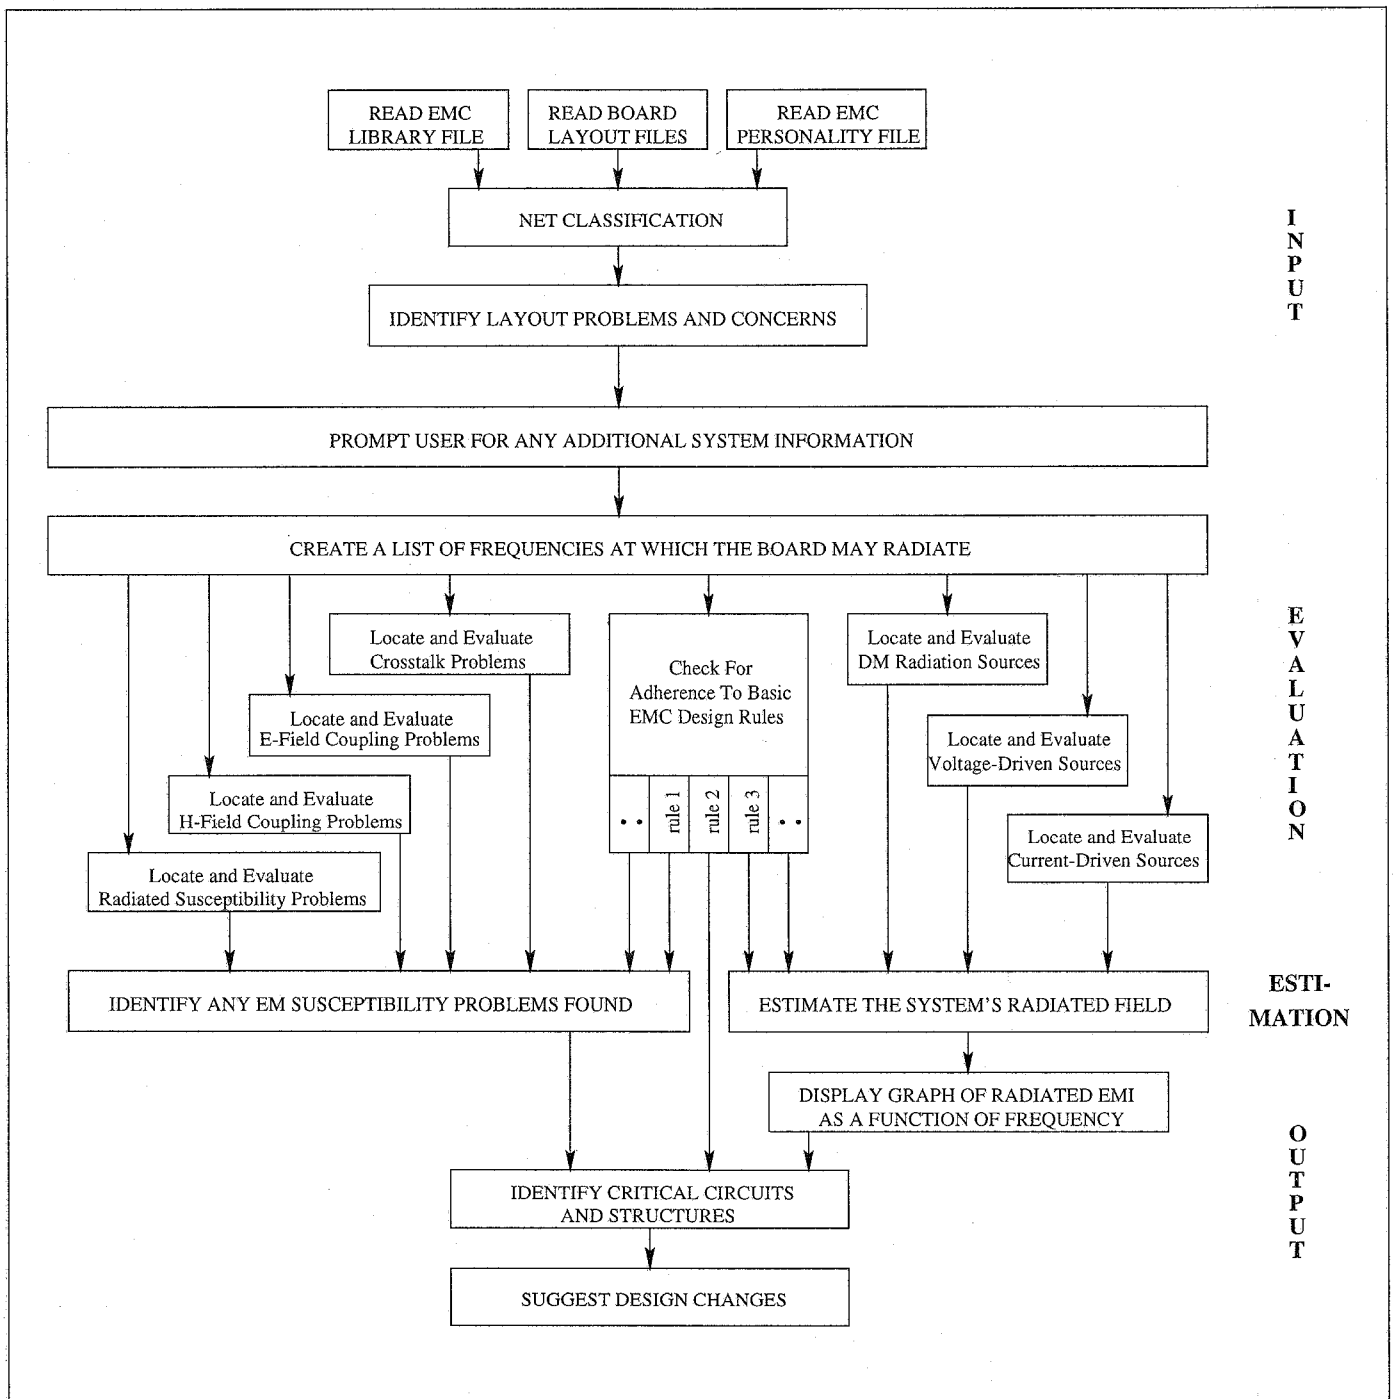 READ EMC
LIBRARY FILE
READ BOARD
LAYOUT FILES
READ EMC
PERSONALITY FILE
NET CLASSIFICATION
IDENTIFY LAYOUT PROBLEMS AND CONCERNS
INPUT
PROMPT USER FOR ANY ADDITIONAL SYSTEM INFORMATION
CREATE A LIST OF FREQUENCIES AT WHICH THE BOARD MAY RADIATE
Locate and Evaluate
Crosstalk Problems
Locate and Evaluate
E-Field Coupling Problems
Locate and Evaluate
H-Field Coupling Problems
Locate and Evaluate
Radiated Susceptibility Problems
Check For
Adherence To Basic
EMC Design Rules
. .
rule 1
rule 2
rule 3
. .
Locate and Evaluate
DM Radiation Sources
Locate and Evaluate
Voltage-Driven Sources
Locate and Evaluate
Current-Driven Sources
EVALUATION
IDENTIFY ANY EM SUSCEPTIBILITY PROBLEMS FOUND
ESTIMATE THE SYSTEM'S RADIATED FIELD
ESTI-
MATION
DISPLAY GRAPH OF RADIATED EMI
AS A FUNCTION OF FREQUENCY
IDENTIFY CRITICAL CIRCUITS
AND STRUCTURES
SUGGEST DESIGN CHANGES
OUTPUT